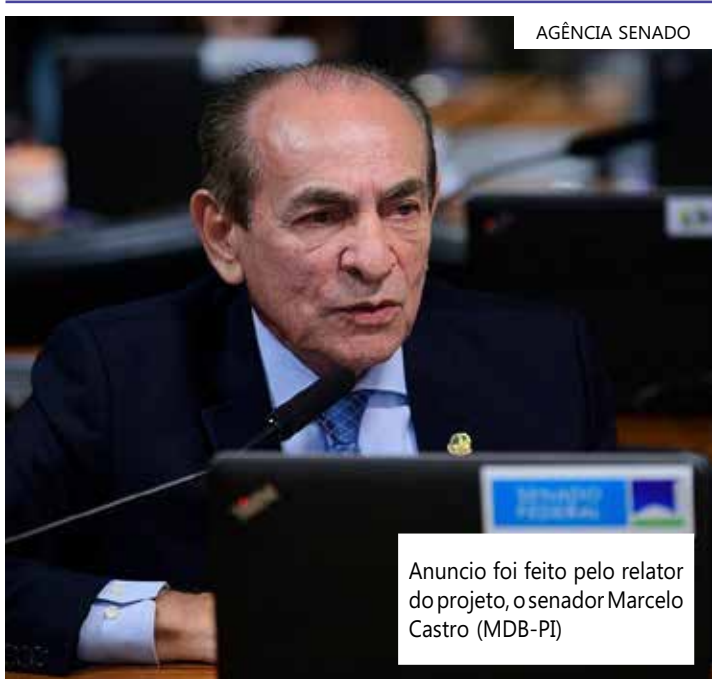 AGÊNCIA SENADO
SENADO
FEDERAL
Anuncio foi feito pelo relator
do projeto, o senador Marcelo
Castro (MDB-PI)